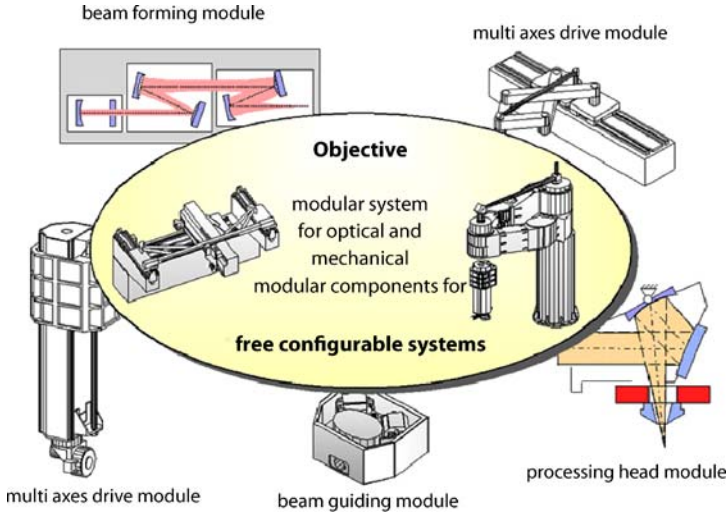 beam forming module
multi axes drive module
Objective
modular system
for optical and
mechanical
modular components for
free configurable systems
processing head module
multi axes drive module
beam guiding module